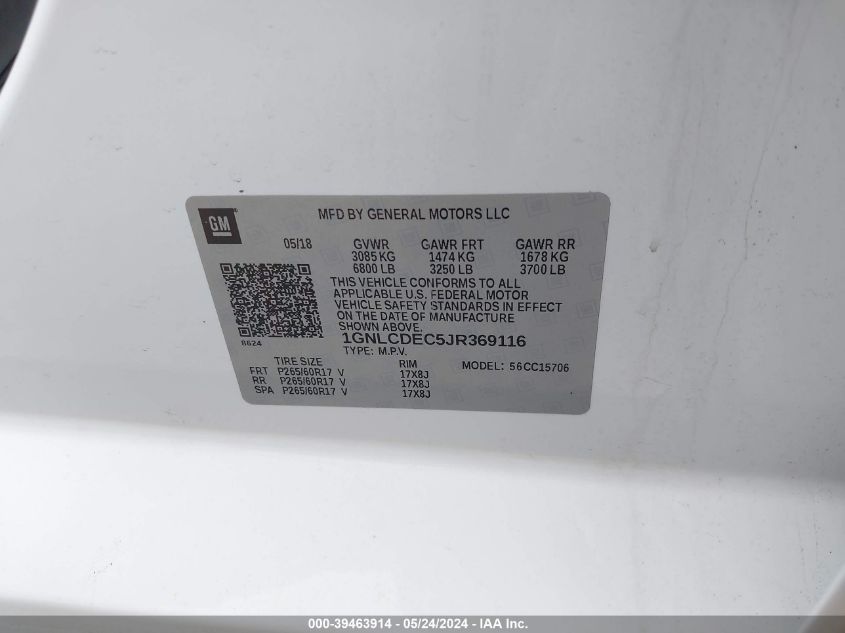 GM
MFD BY GENERAL MOTORS LLC
05/18 GVWR GAWR FRT GAWR RR
3085 KG 1474 KG 1678 KG
6800 LB 3250 LB 3700 LB
THIS VEHICLE CONFORMS TO ALL
APPLICABLE U.S. FEDERAL MOTOR
VEHICLE SAFETY STANDARDS IN EFFECT
ON THE DATE OF MANUFACTURE
SHOWN ABOVE.
8624
1GNLCDEC5JR369116
TYPE: M.P.V.
TIRE SIZE RIM MODEL: 56CC15706
FRT P265/60R17 V 17X8J
RR P265/60R17 V 17X8J
SPA P265/60R17 V 17X8J
000-39463914 - 05/24/2024 - IAA Inc.